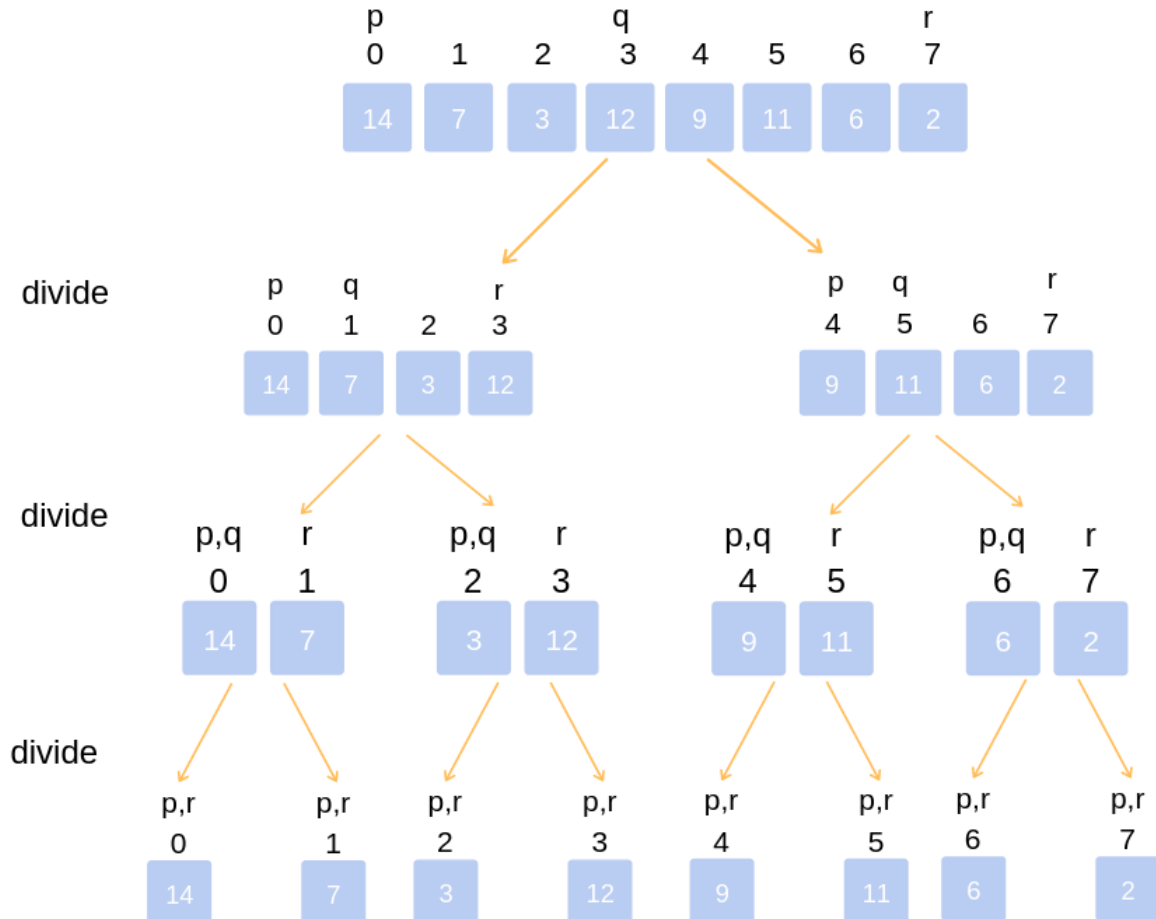 p q r
0 1 2 3 4 5 6 7
14 7 3 12 9 11 6 2
divide
p q r p q r
0 1 2 3 4 5 6 7
14 7 3 12 9 11 6 2
divide
p,q r p,q r p,q r p,q r
0 1 2 3 4 5 6 7
14 7 3 12 9 11 6 2
divide
p,r p,r p,r p,r p,r p,r p,r p,r
0 1 2 3 4 5 6 7
14 7 3 12 9 11 6 2